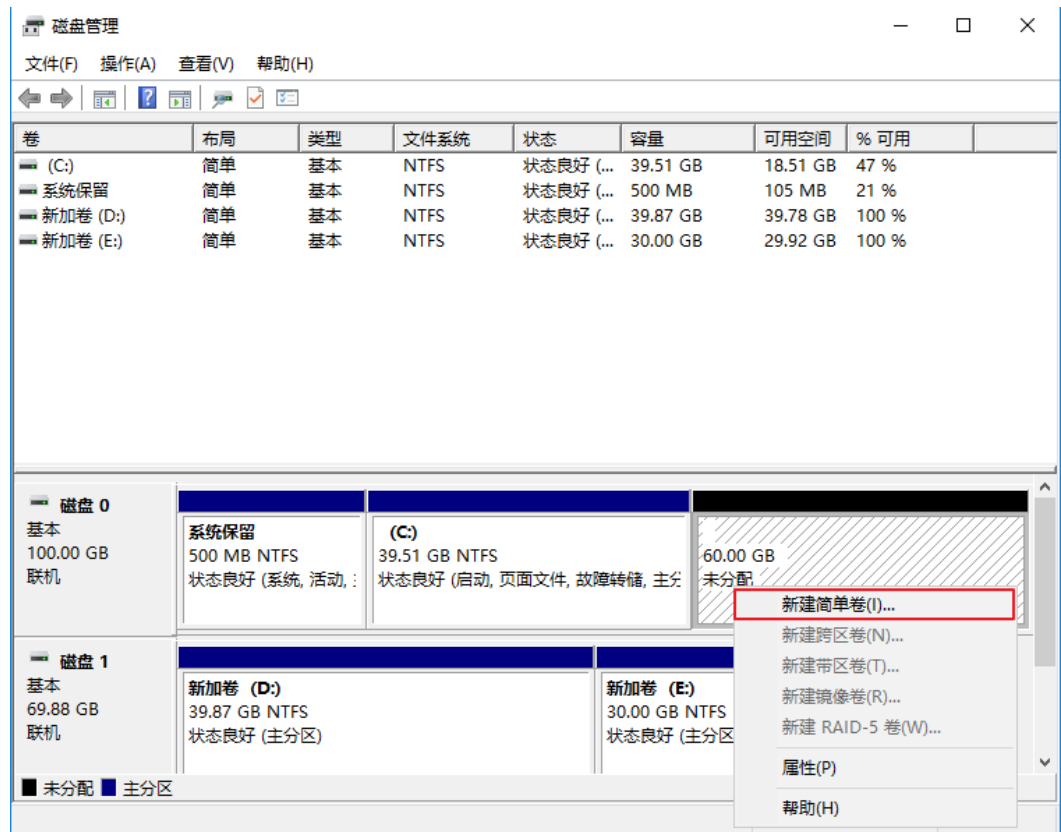 磁盘管理
文件(F) 操作(A) 查看(V) 帮助(H)
卷 布局 类型 文件系统 状态 容量 可用空间 % 可用
(C:) 简单 基本 NTFS 状态良好 (... 39.51 GB 18.51 GB 47 %
系统保留 简单 基本 NTFS 状态良好 (... 500 MB 105 MB 21 %
新加卷 (D:) 简单 基本 NTFS 状态良好 (... 39.87 GB 39.78 GB 100 %
新加卷 (E:) 简单 基本 NTFS 状态良好 (... 30.00 GB 29.92 GB 100 %
磁盘 0
基本
100.00 GB
联机
系统保留
500 MB NTFS
状态良好 (系统, 活动,
(C:)
39.51 GB NTFS
状态良好 (启动, 页面文件, 故障转储, 主分
60.00 GB
未分配
磁盘 1
基本
69.88 GB
联机
新加卷 (D:)
39.87 GB NTFS
状态良好 (主分区)
新加卷 (E:)
30.00 GB NTFS
状态良好 (主分区
新建简单卷(I)...
新建跨区卷(N)...
新建带区卷(T)...
新建镜像卷(R)...
新建 RAID-5 卷(W)...
属性(P)
帮助(H)
未分配 主分区